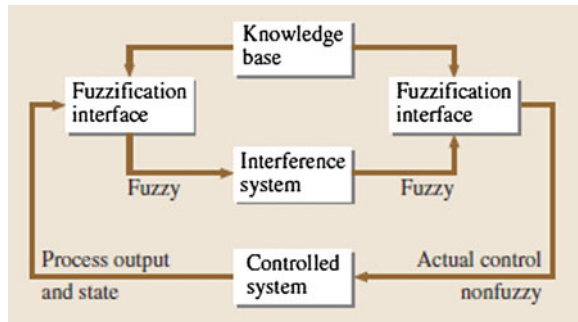 Knowledge
base
Fuzzification
interface
Fuzzification
interface
Interference
system
Fuzzy
Fuzzy
Process output
and state
Controlled
system
Actual control
nonfuzzy